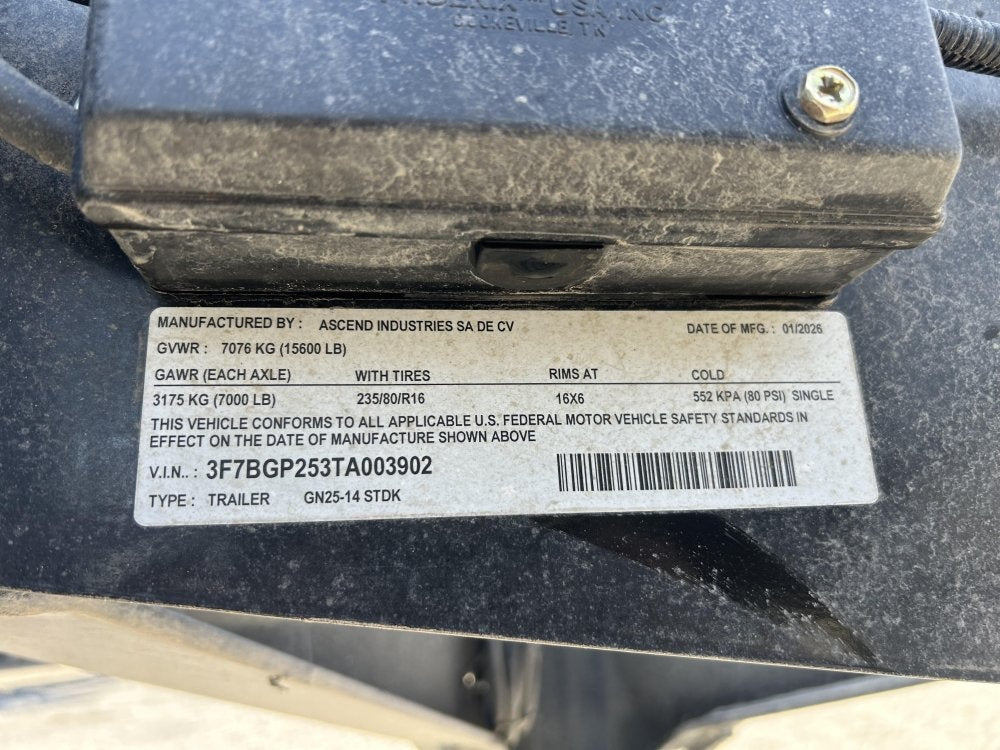 PHOENIX USA, INC
COOKEVILLE, TN
MANUFACTURED BY : ASCEND INDUSTRIES SA DE CV DATE OF MFG. : 01/2026
GVWR : 7076 KG (15600 LB)
GAWR (EACH AXLE) WITH TIRES RIMS AT COLD
3175 KG (7000 LB) 235/80/R16 16X6 552 KPA (80 PSI) SINGLE
THIS VEHICLE CONFORMS TO ALL APPLICABLE U.S. FEDERAL MOTOR VEHICLE SAFETY STANDARDS IN
EFFECT ON THE DATE OF MANUFACTURE SHOWN ABOVE
V.I.N.. : 3F7BGP253TA003902
TYPE : TRAILER GN25-14 STDK